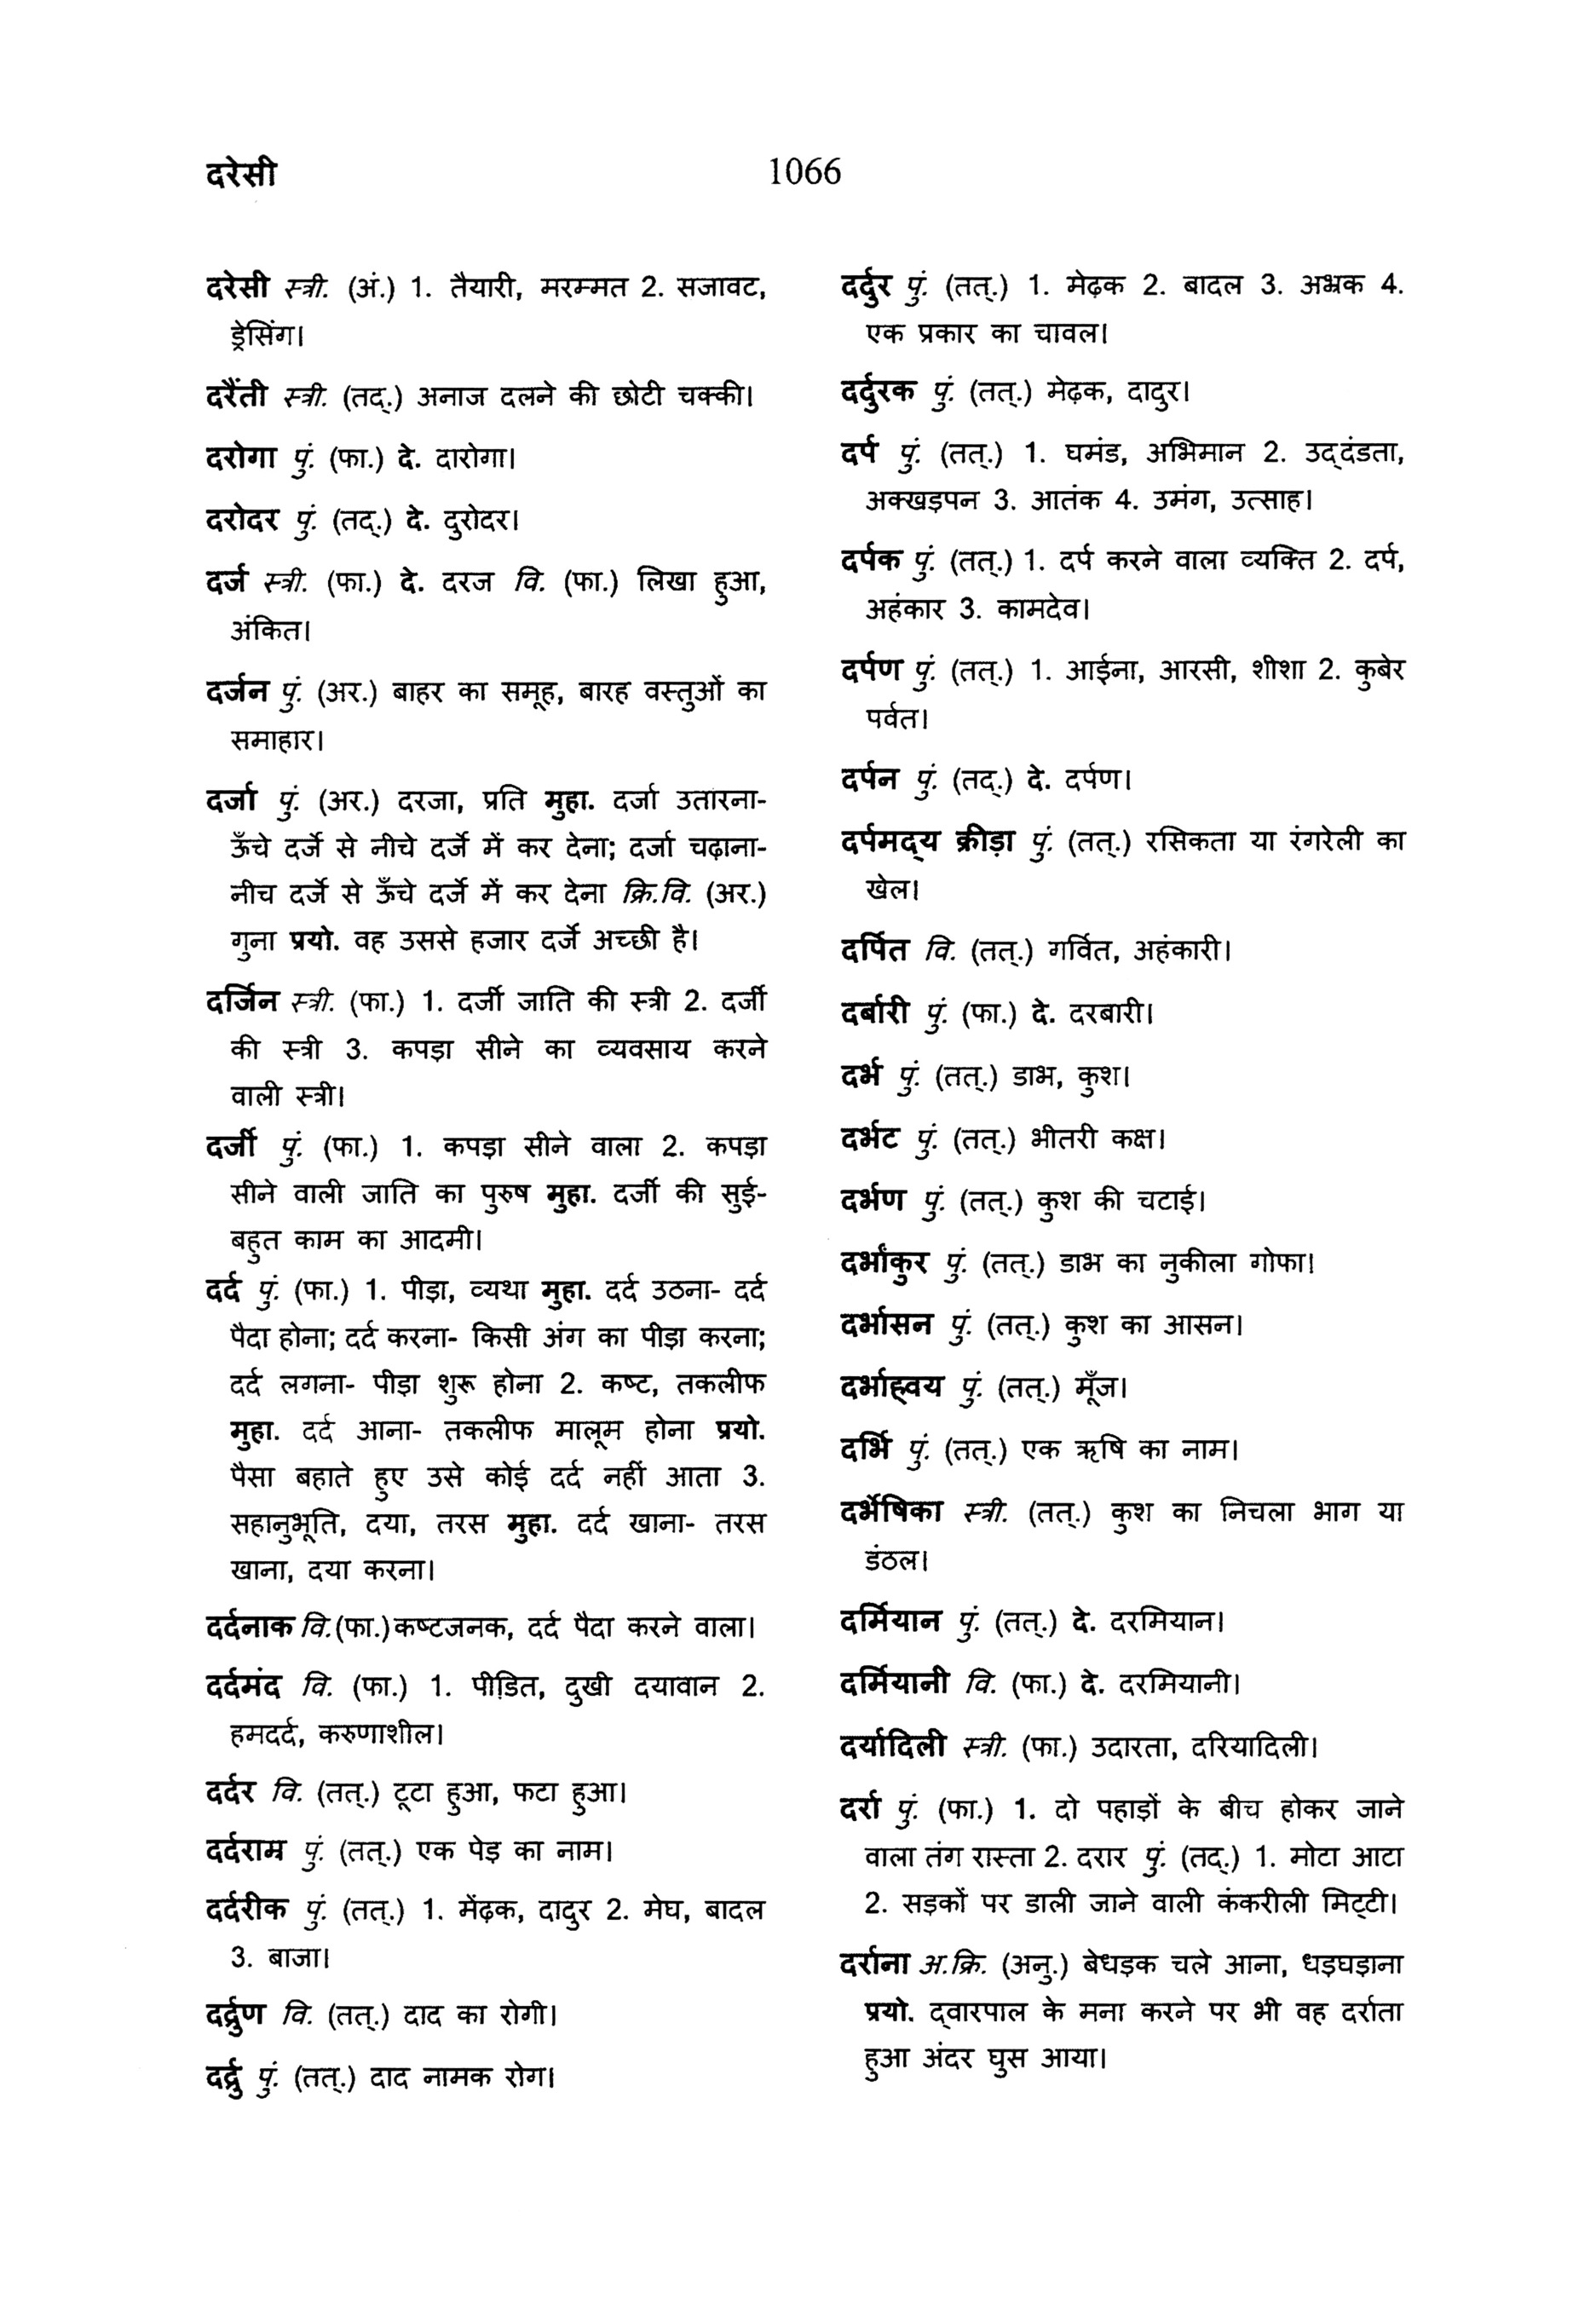 दरेसी
1066
दरेसी स्त्री. (अं.) 1. तैयारी, मरम्मत 2. सजावट,
ड्रेसिंग।
दरैंती स्त्री. (तद्.) अनाज दलने की छोटी चक्की।
दरोगा पुं. (फा.) दे. दारोगा।
दरोदर पुं. (तद्.) दे. दुरोदर।
दर्ज स्त्री. (फा.) दे. दरज वि. (फा.) लिखा हुआ,
अंकित।
दर्जन पुं. (अर.) बाहर का समूह, बारह वस्तुओं का
समाहार।
दर्जा पुं. (अर.) दरजा, प्रति मुहा. दर्जा उतारना-
ऊँचे दर्जे से नीचे दर्जे में कर देना; दर्जा चढ़ाना-
नीच दर्जे से ऊँचे दर्जे में कर देना क्रि.वि. (अर.)
गुना प्रयो. वह उससे हजार दर्जे अच्छी है।
दर्जिन स्त्री. (फा.) 1. दर्जी जाति की स्त्री 2. दर्जी
की स्त्री 3. कपड़ा सीने का व्यवसाय करने
वाली स्त्री।
दर्जी पुं. (फा.) 1. कपड़ा सीने वाला 2. कपड़ा
सीने वाली जाति का पुरुष मुहा. दर्जी की सुई-
बहुत काम का आदमी।
दर्द पुं. (फा.) 1. पीड़ा, व्यथा मुहा. दर्द उठना- दर्द
पैदा होना; दर्द करना- किसी अंग का पीड़ा करना;
दर्द लगना- पीड़ा शुरू होना 2. कष्ट, तकलीफ
मुहा. दर्द आना- तकलीफ मालूम होना प्रयो.
पैसा बहाते हुए उसे कोई दर्द नहीं आता 3.
सहानुभूति, दया, तरस मुहा. दर्द खाना- तरस
खाना, दया करना।
दर्दनाक वि.(फा.)कष्टजनक, दर्द पैदा करने वाला।
दर्दमंद वि. (फा.) 1. पीडि़त, दुखी दयावान 2.
हमदर्द, करुणाशील।
दर्दर वि. (तत्.) टूटा हुआ, फटा हुआ।
दर्दराम्र पुं. (तत्.) एक पेड़ का नाम।
दर्दरीक पुं. (तत्.) 1. मेंढ़क, दादुर 2. मेघ, बादल
3. बाजा।
दर्द्रुण वि. (तत्.) दाद का रोगी।
दर्द्रु पुं. (तत्.) दाद नामक रोग।
दर्दुर पुं. (तत्.) 1. मेढ़क 2. बादल 3. अभ्रक 4.
एक प्रकार का चावल।
दर्दुरक पुं. (तत्.) मेढ़क, दादुर।
दर्प पुं. (तत्.) 1. घमंड, अभिमान 2. उद्‌दंडता,
अक्खड़पन 3. आतंक 4. उमंग, उत्साह।
दर्पक पुं. (तत्.) 1. दर्प करने वाला व्यक्ति 2. दर्प,
अहंकार 3. कामदेव।
दर्पण पुं. (तत्.) 1. आईना, आरसी, शीशा 2. कुबेर
पर्वत।
दर्पन पुं. (तद्.) दे. दर्पण।
दर्पमद्‌य क्रीड़ा पुं. (तत्.) रसिकता या रंगरेली का
खेल।
दर्पित वि. (तत्.) गर्वित, अहंकारी।
दर्बारी पुं. (फा.) दे. दरबारी।
दर्भ पुं. (तत्.) डाभ, कुश।
दर्भट पुं. (तत्.) भीतरी कक्ष।
दर्भण पुं. (तत्.) कुश की चटाई।
दर्भांकुर पुं. (तत्.) डाभ का नुकीला गोफा।
दर्भासन पुं. (तत्.) कुश का आसन।
दर्भाह्‌वय पुं. (तत्.) मूँज।
दर्भि पुं. (तत्.) एक ऋषि का नाम।
दर्भेषिका स्त्री. (तत्.) कुश का निचला भाग या
डंठल।
दर्मियान पुं. (तत्.) दे. दरमियान।
दर्मियानी वि. (फा.) दे. दरमियानी।
दर्यादिली स्त्री. (फा.) उदारता, दरियादिली।
दर्रा पुं. (फा.) 1. दो पहाड़ों के बीच होकर जाने
वाला तंग रास्ता 2. दरार पुं. (तद्.) 1. मोटा आटा
2. सड़कों पर डाली जाने वाली कंकरीली मिट्‌टी।
दर्राना अ.क्रि. (अनु.) बेधड़क चले आना, धड़घड़ाना
प्रयो. द्‌वारपाल के मना करने पर भी वह दर्राता
हुआ अंदर घुस आया।